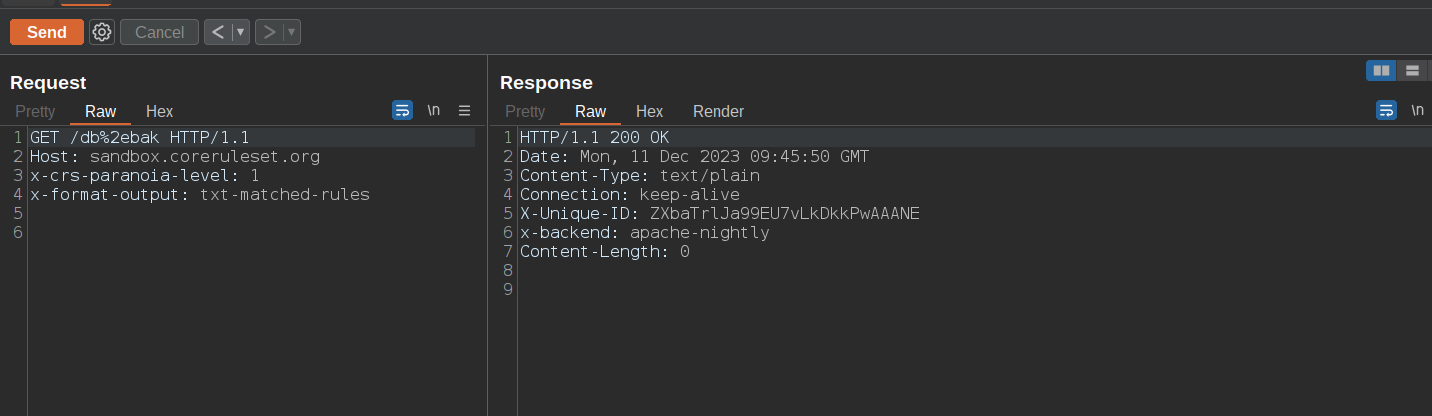 Send Cancel < >
Request
Pretty Raw Hex \n
1 GET /db%2ebak HTTP/1.1
2 Host: sandbox.coreruleset.org
3 x-crs-paranoia-level: 1
4 x-format-output: txt-matched-rules
5
6
Response
Pretty Raw Hex Render \n
1 HTTP/1.1 200 OK
2 Date: Mon, 11 Dec 2023 09:45:50 GMT
3 Content-Type: text/plain
4 Connection: keep-alive
5 X-Unique-ID: ZXbaTrlJa99EU7vLkDkkPwAAANE
6 x-backend: apache-nightly
7 Content-Length: 0
8
9